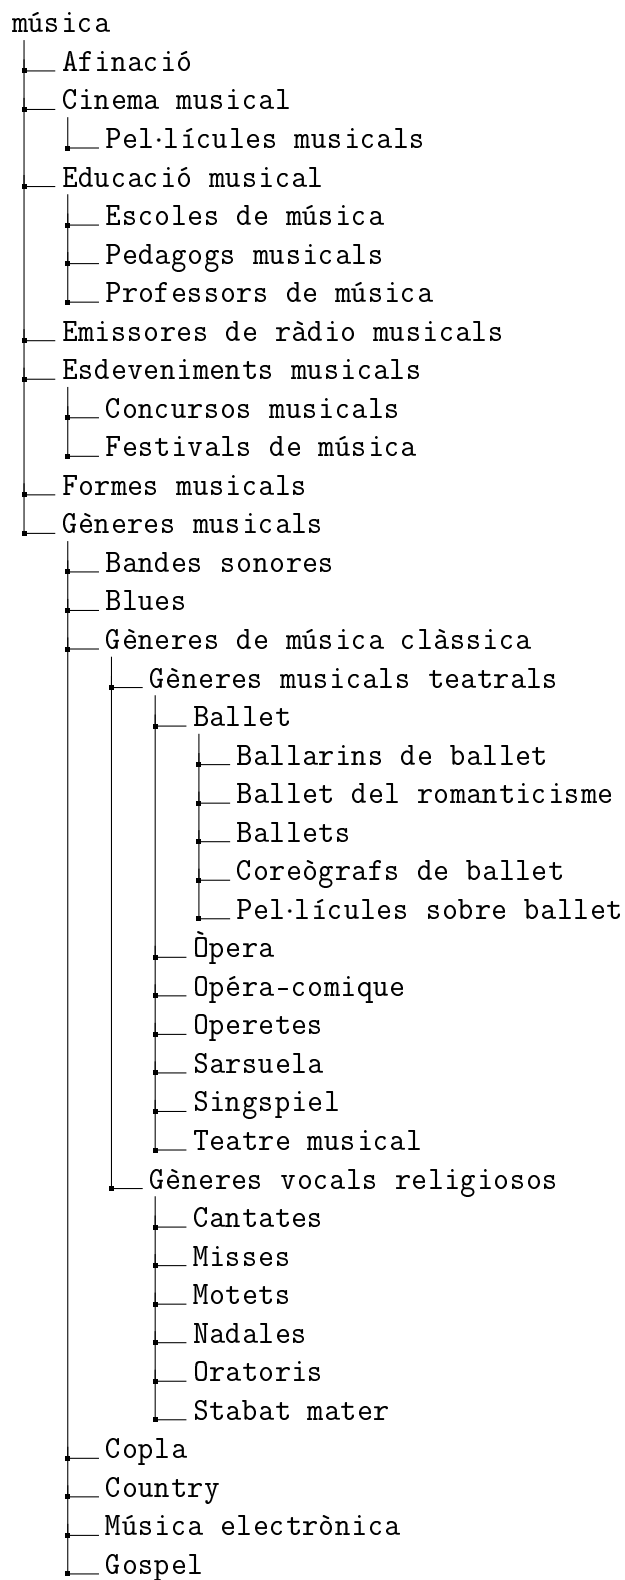 música
Afinació
Cinema musical
Pel·lícules musicals
Educació musical
Escoles de música
Pedagogs musicals
Professors de música
Emissores de ràdio musicals
Esdeveniments musicals
Concursos musicals
Festivals de música
Formes musicals
Gèneres musicals
Bandes sonores
Blues
Gèneres de música clàssica
Gèneres musicals teatrals
Ballet
Ballarins de ballet
Ballet del romanticisme
Ballets
Coreògrafs de ballet
Pel·lícules sobre ballet
Òpera
Opéra-comique
Operetes
Sarsuela
Singspiel
Teatre musical
Gèneres vocals religiosos
Cantates
Misses
Motets
Nadales
Oratoris
Stabat mater
Copla
Country
Música electrònica
Gospel